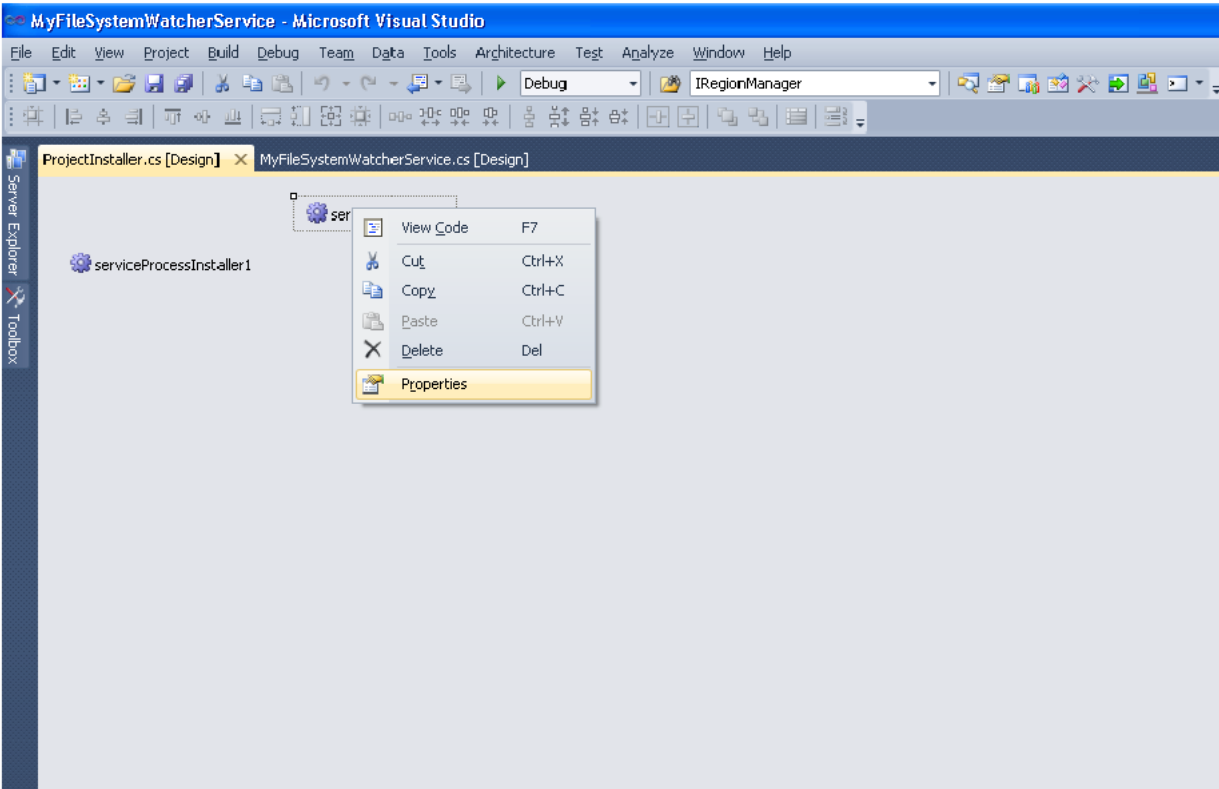 MyFileSystemWatcherService - Microsoft Visual Studio
File Edit View Project Build Debug Team Data Tools Architecture Test Analyze Window Help
Debug IRegionManager
ProjectInstaller.cs [Design] MyFileSystemWatcherService.cs [Design]
Server Explorer
Toolbox
ser
serviceProcessInstaller1
View Code F7
Cut Ctrl+X
Copy Ctrl+C
Paste Ctrl+V
Delete Del
Properties